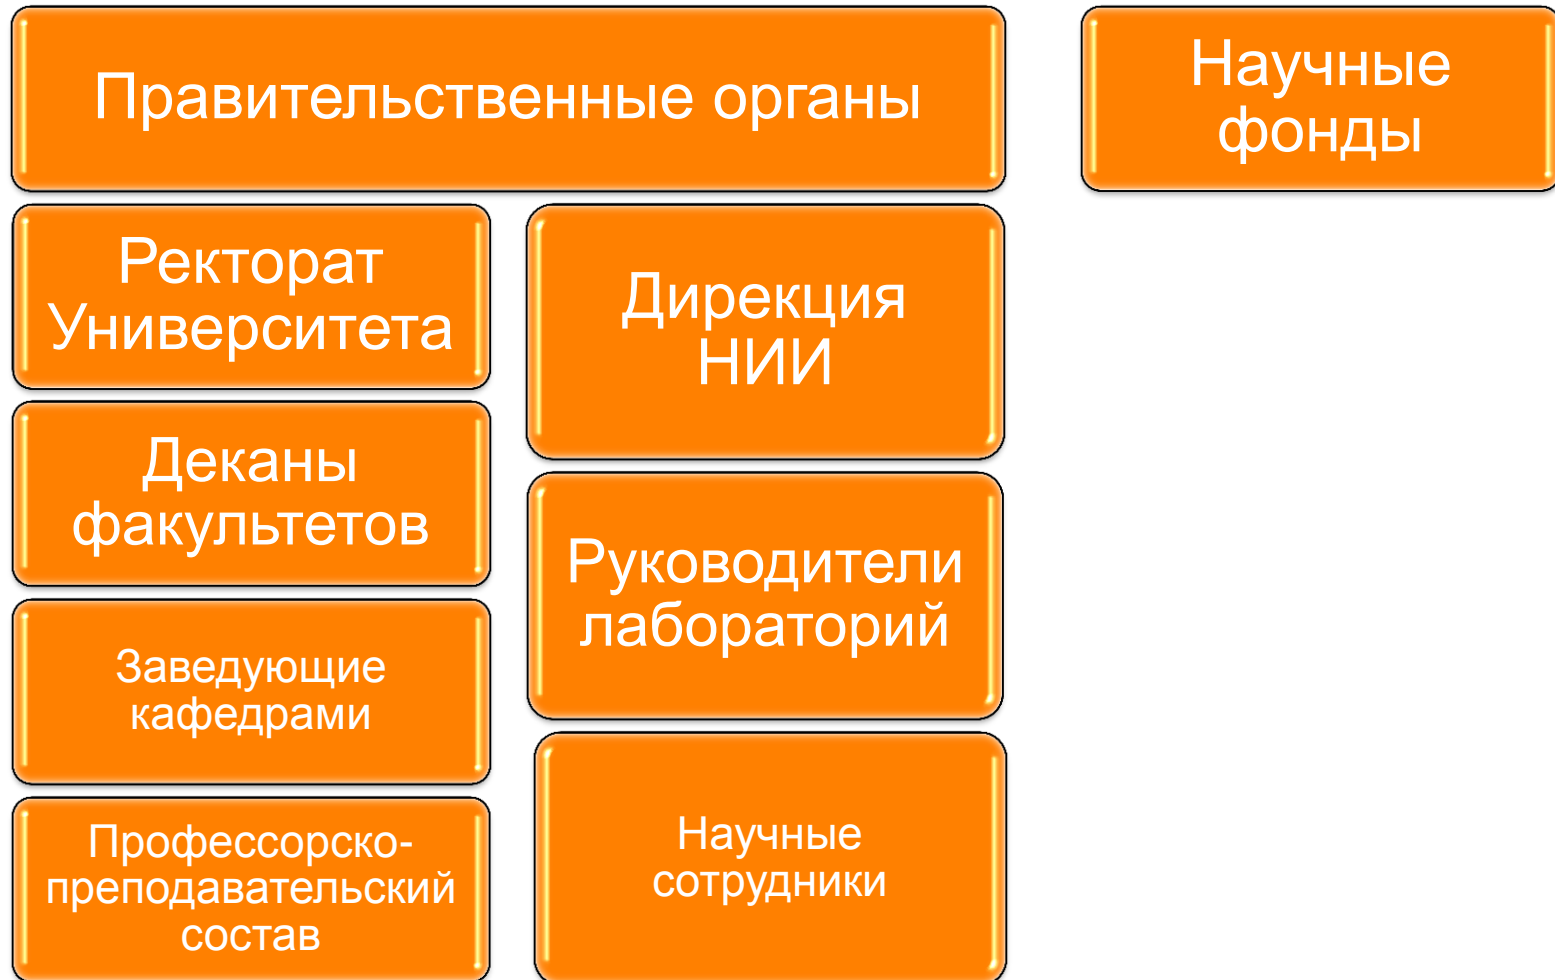 Правительственные органы
Научные
фонды
Ректорат
Университета
Дирекция
НИИ
Деканы
факультетов
Руководители
лабораторий
Заведующие
кафедрами
Профессорско-
преподавательский
состав
Научные
сотрудники